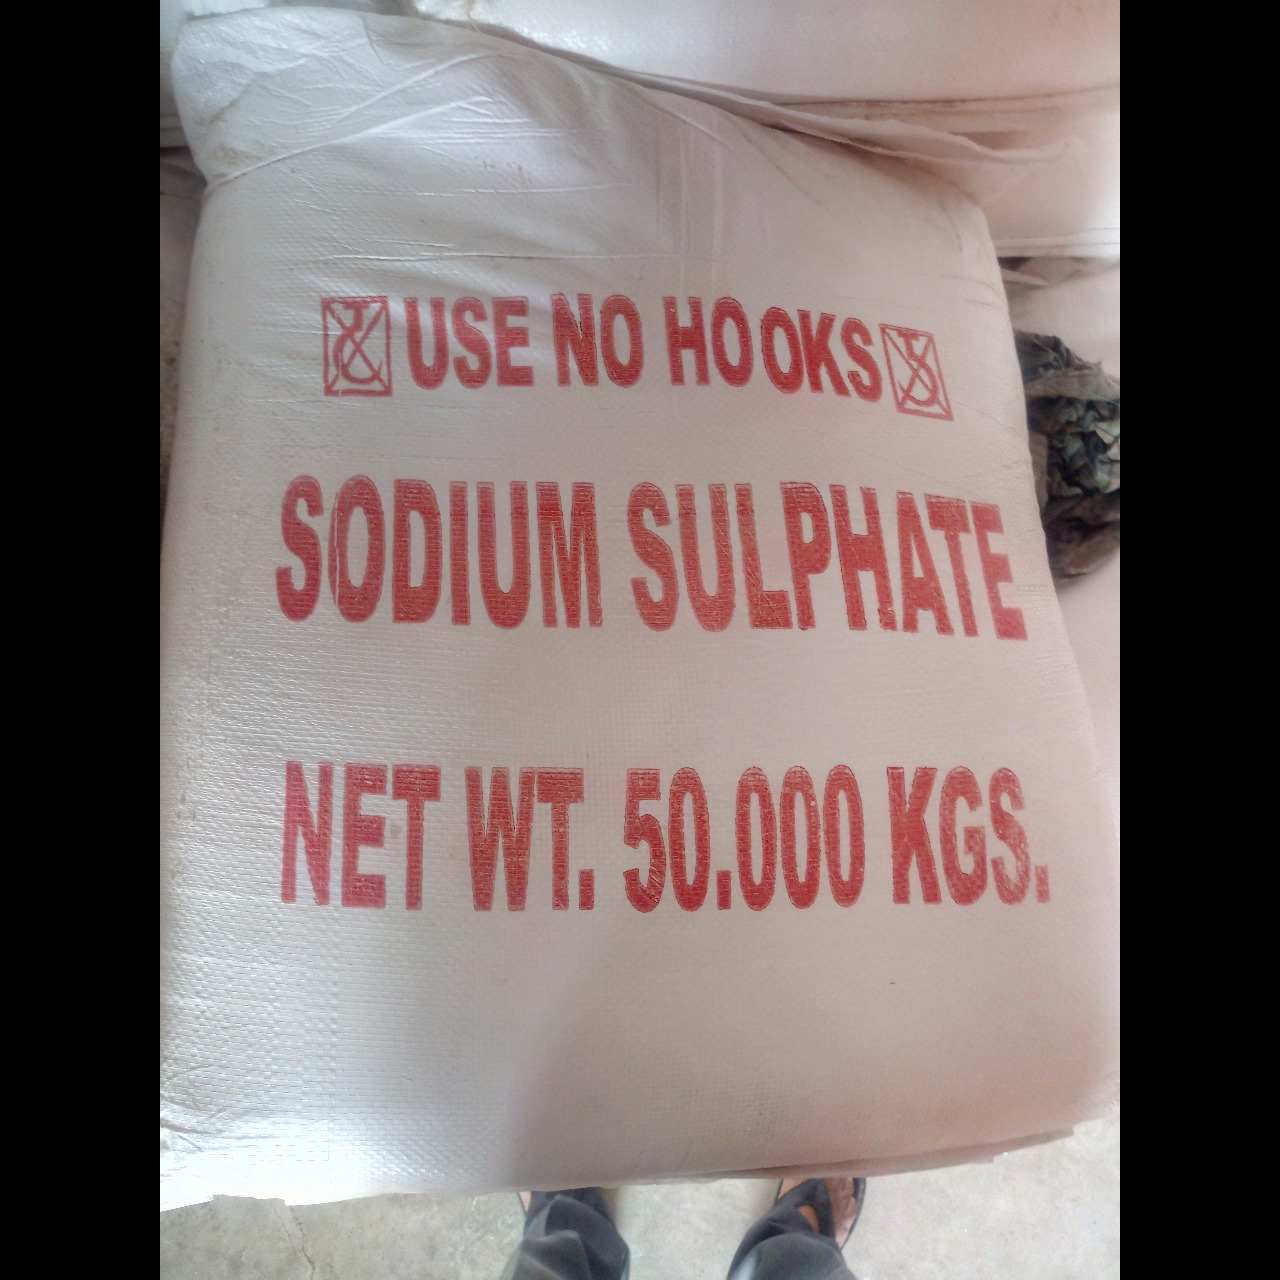 USE NO HOOKS
SODIUM SULPHATE
NET WT. 50.000 KGS.